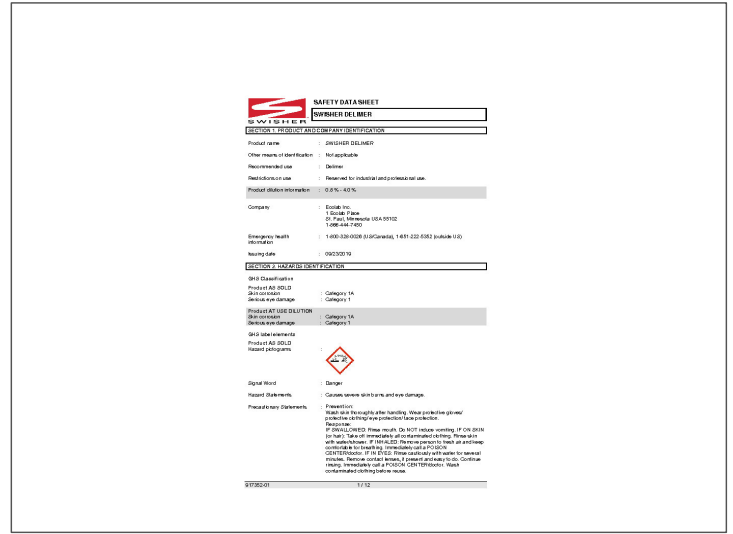 SAFETY DATA SHEET
SWISHER
SWISHER DELIMER
SECTION 1. PRODUCT AND COMPANY IDENTIFICATION
Product name : SWISHER DELIMER
Other means of identification : Not applicable
Recommended use : Delimer
Restrictions on use : Reserved for industrial and professional use.
Product dilution information : 0.8 % - 4.0 %
Company : Ecolab Inc.
1 Ecolab Place
St. Paul, Minnesota USA 55102
1-866-444-7450
Emergency health : 1-800-328-0026 (US/Canada), 1-651-222-5352 (outside US)
information
Issuing date : 09/23/2019
SECTION 2. HAZARDS IDENTIFICATION
GHS Classification
Product AS SOLD
Skin corrosion : Category 1A
Serious eye damage : Category 1
Product AT USE DILUTION
Skin corrosion : Category 1A
Serious eye damage : Category 1
GHS label elements
Product AS SOLD
Hazard pictograms :
Signal Word : Danger
Hazard Statements : Causes severe skin burns and eye damage.
Precautionary Statements : Prevention:
Wash skin thoroughly after handling. Wear protective gloves/
protective clothing/ eye protection/ face protection.
Response:
IF SWALLOWED: Rinse mouth. Do NOT induce vomiting. IF ON SKIN
(or hair): Take off immediately all contaminated clothing. Rinse skin
with water/shower. IF INHALED: Remove person to fresh air and keep
comfortable for breathing. Immediately call a POISON
CENTER/doctor. IF IN EYES: Rinse cautiously with water for several
minutes. Remove contact lenses, if present and easy to do. Continue
rinsing. Immediately call a POISON CENTER/doctor. Wash
contaminated clothing before reuse.
917352-01 1 / 12